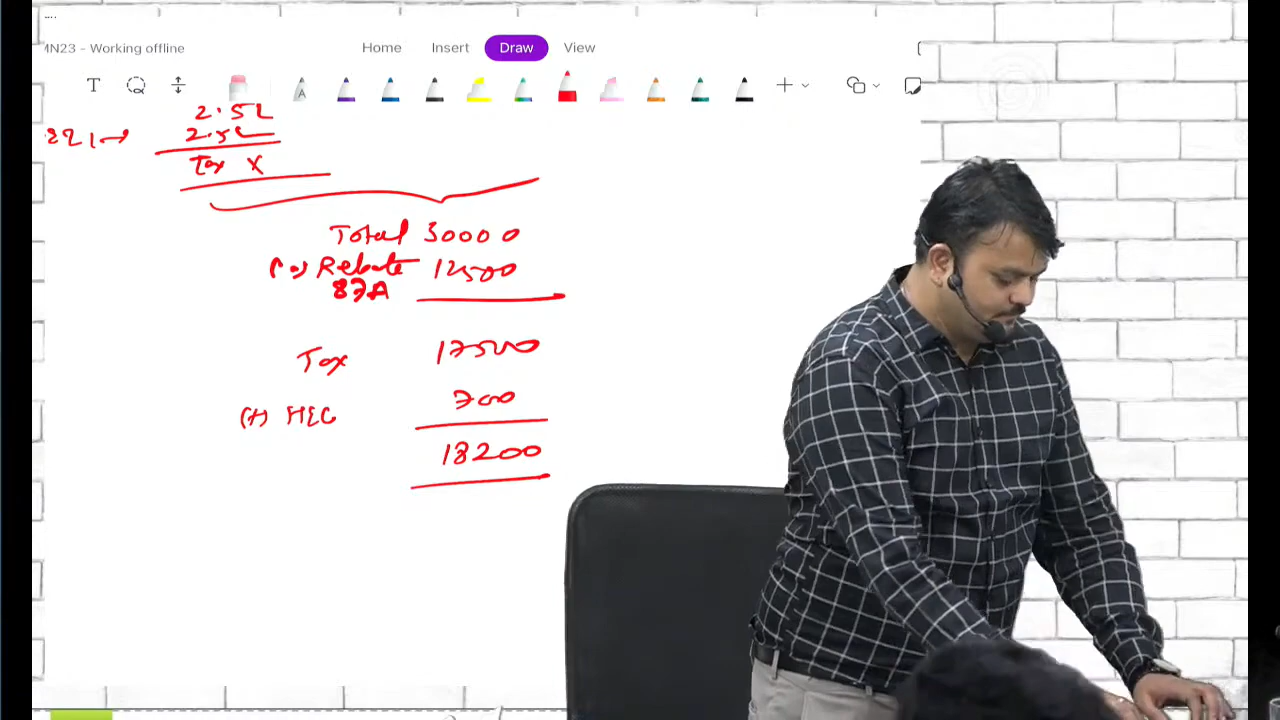 MN23 - Working offline
Home Insert Draw View
2.5L
2.5L
Tax X
Total 30000
(-) Rebate 12500
87A
Tax 17500
(+) HEC 700
18200